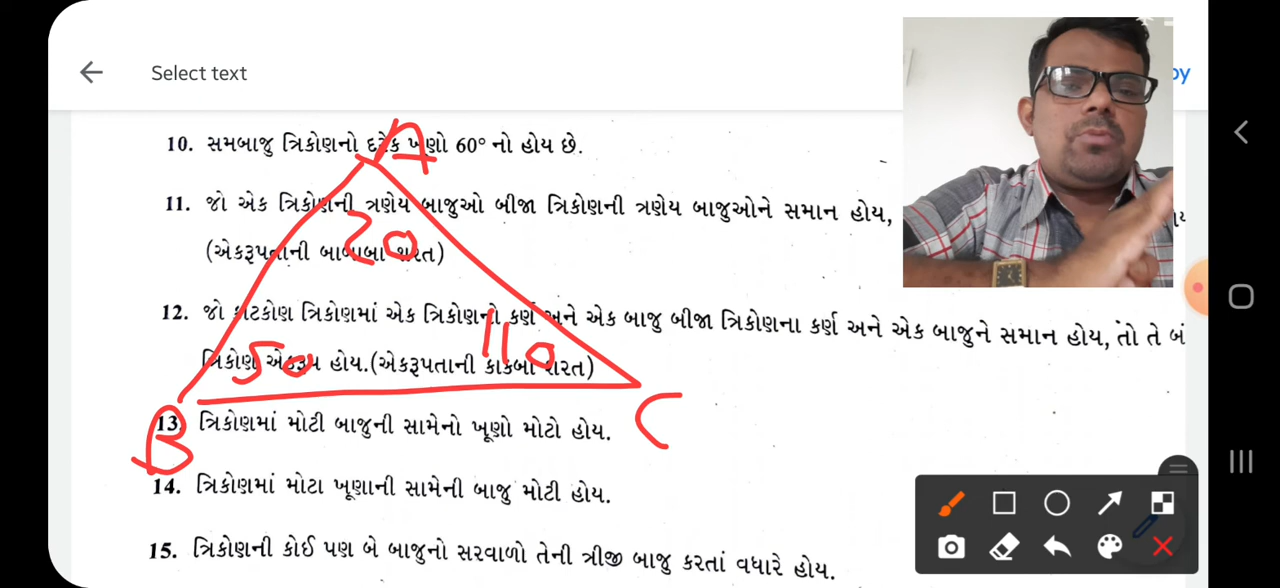 Select text
py
10. સમબાજુ ત્રિકોણનો દરેક ખૂણો 60° નો હોય છે.
A
11. જો એક ત્રિકોણની ત્રણેય બાજુઓ બીજા ત્રિકોણની ત્રણેય બાજુઓને સમાન હોય,
(એકરૂપતાની બાબાબા શરત)
20
12. જો કાટકોણ ત્રિકોણમાં એક ત્રિકોણનો કર્ણ અને એક બાજુ બીજા ત્રિકોણના કર્ણ અને એક બાજુને સમાન હોય, તો તે બં
ત્રિકોણ એકરૂપ હોય.(એકરૂપતાની કાકબા શરત)
50 110
13. ત્રિકોણમાં મોટી બાજુની સામેનો ખૂણો મોટો હોય.
B C
14. ત્રિકોણમાં મોટા ખૂણાની સામેની બાજુ મોટી હોય.
15. ત્રિકોણની કોઈ પણ બે બાજુનો સરવાળો તેની ત્રીજી બાજુ કરતાં વધારે હોય.